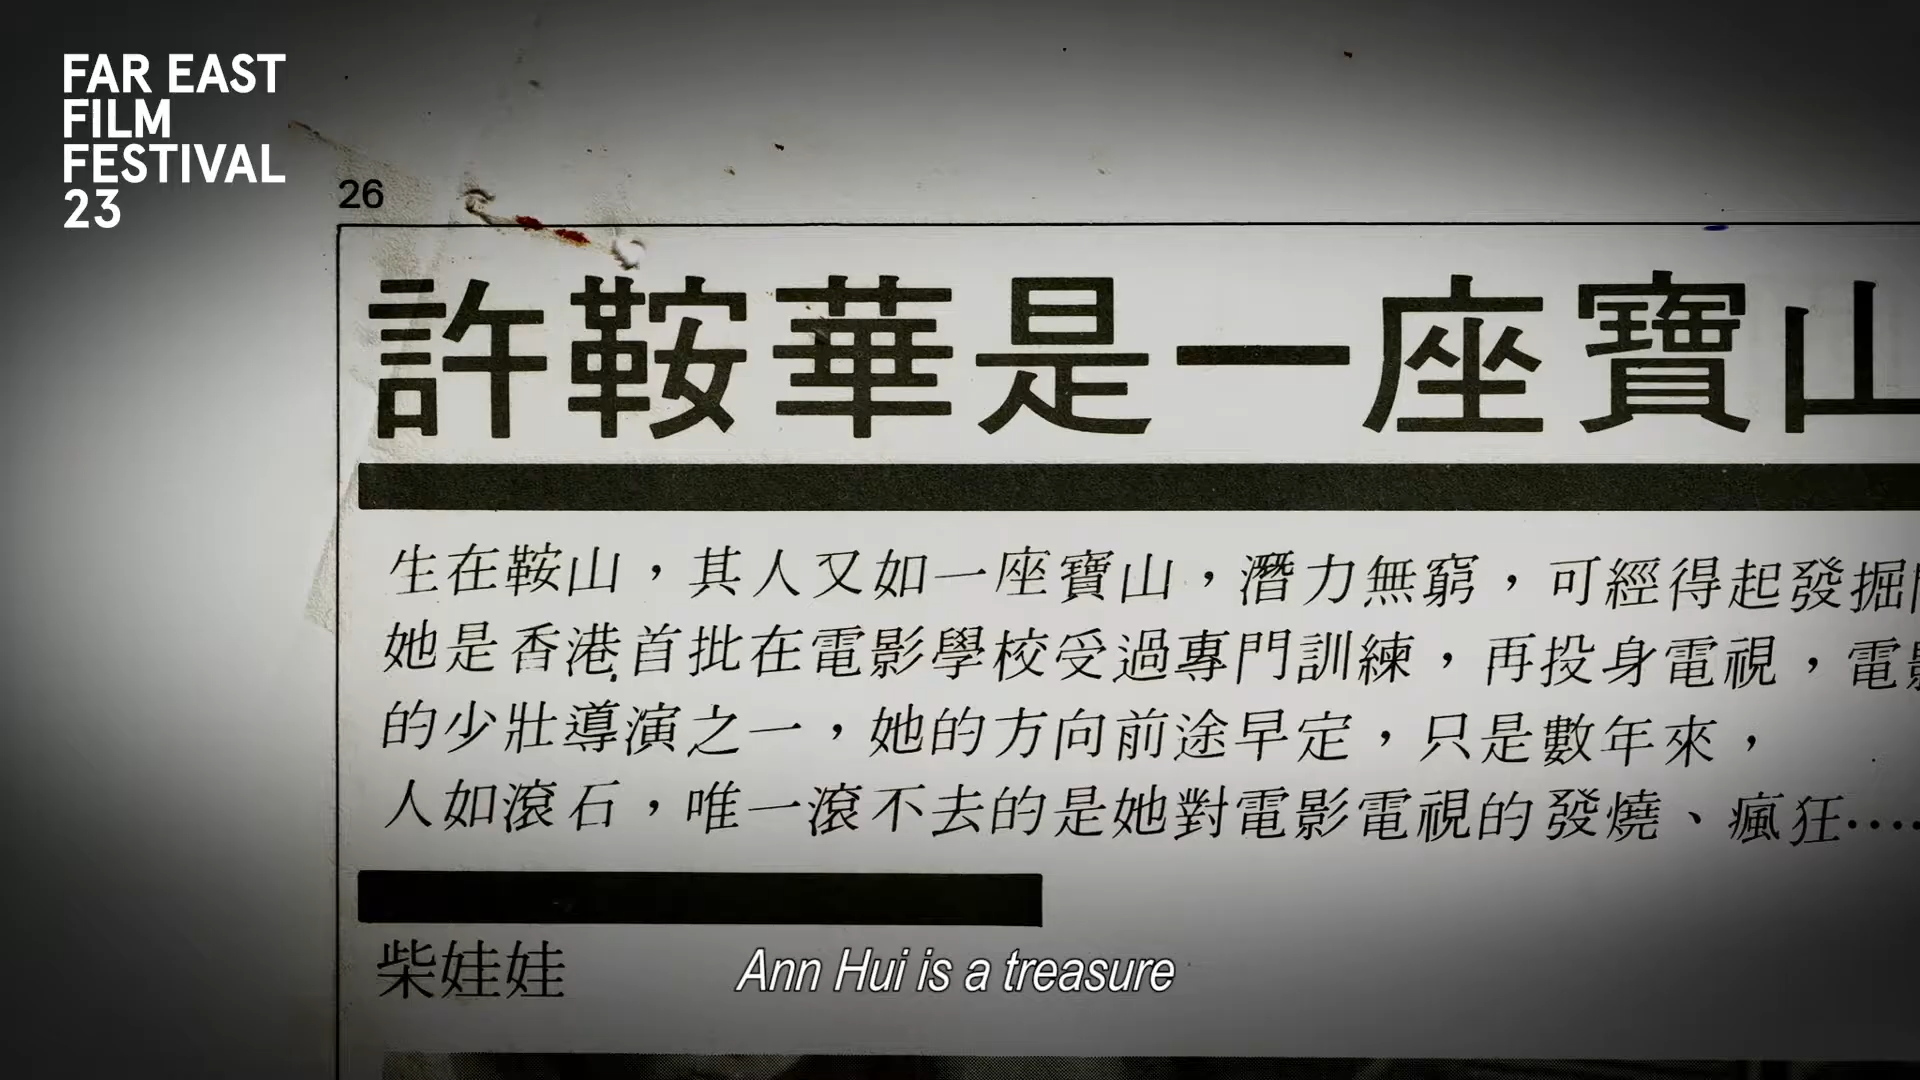 FAR EAST
FILM
FESTIVAL
23
26
許鞍華是一座寶山
生在鞍山，其人又如一座寶山，潛力無窮，可經得起發掘
她是香港首批在電影學校受過專門訓練，再投身電視，電影
的少壯導演之一，她的方向前途早定，只是數年來，
人如滾石，唯一滾不去的是她對電影電視的發燒、瘋狂····
柴娃娃
Ann Hui is a treasure